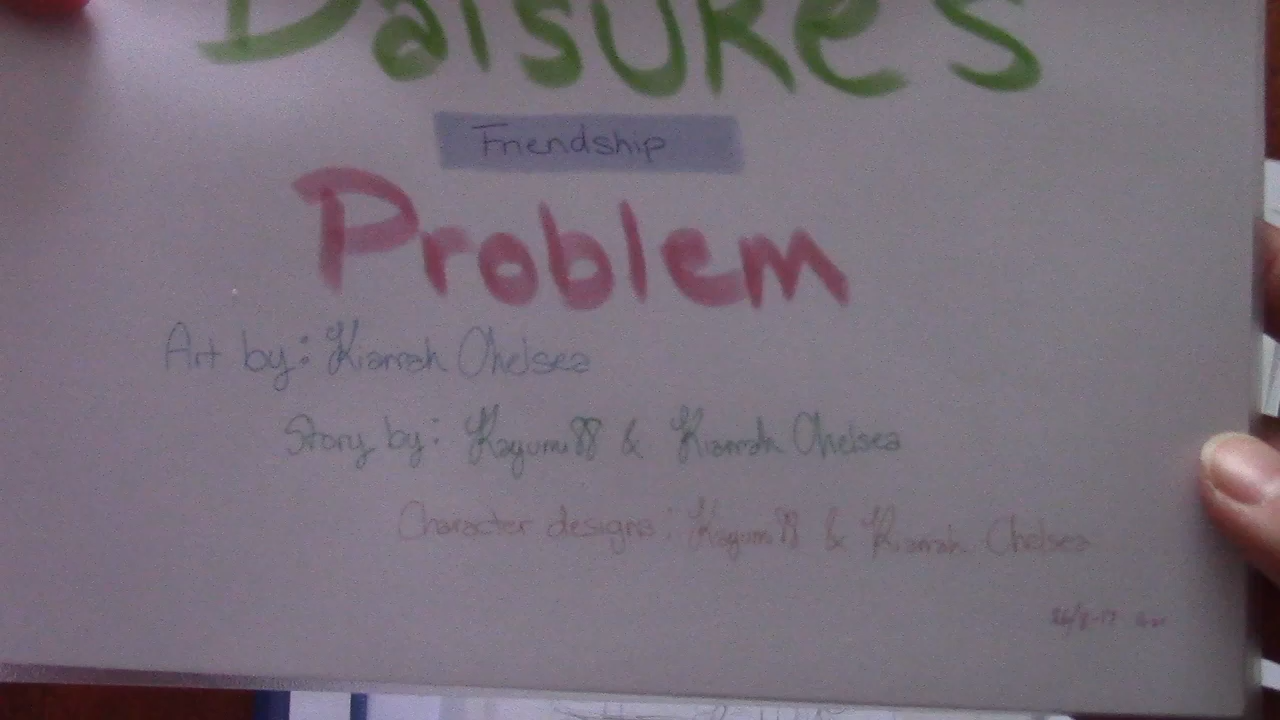 Daisuke's
Friendship
Problem
Art by: Kiarrah Chelsea
Story by: Kayumi88 & Kiarrah Chelsea
Character designs: Kayumi88 & Kiarrah Chelsea